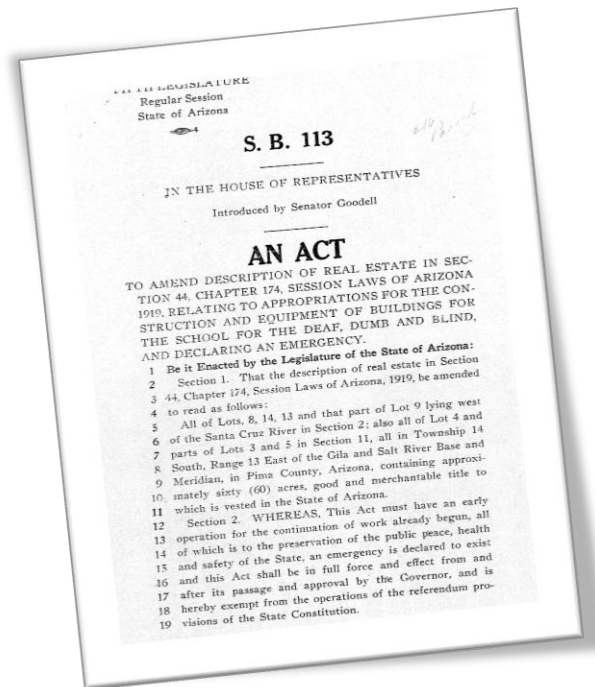 LEGISLATURE
Regular Session
State of Arizona
S. B. 113
IN THE HOUSE OF REPRESENTATIVES
Introduced by Senator Goodell
AN ACT
TO AMEND DESCRIPTION OF REAL ESTATE IN SEC-
TION 44, CHAPTER 174, SESSION LAWS OF ARIZONA
1919, RELATING TO APPROPRIATIONS FOR THE CON-
STRUCTION AND EQUIPMENT OF BUILDINGS FOR
THE SCHOOL FOR THE DEAF, DUMB AND BLIND,
AND DECLARING AN EMERGENCY.
1 Be it Enacted by the Legislature of the State of Arizona:
2 Section 1. That the description of real estate in Section
3 44, Chapter 174, Session Laws of Arizona, 1919, be amended
4 to read as follows:
5 All of Lots, 8, 14, 13 and that part of Lot 9 lying west
6 of the Santa Cruz River in Section 2; also all of Lot 4 and
7 parts of Lots 3 and 5 in Section 11, all in Township 14
8 South, Range 13 East of the Gila and Salt River Base and
9 Meridian, in Pima County, Arizona, containing approxi-
10 mately sixty (60) acres, good and merchantable title to
11 which is vested in the State of Arizona.
12 Section 2. WHEREAS, This Act must have an early
13 operation for the continuation of work already begun, all
14 of which is to the preservation of the public peace, health
15 and safety of the State, an emergency is declared to exist
16 and this Act shall be in full force and effect from and
17 after its passage and approval by the Governor, and is
18 hereby exempt from the operations of the referendum pro-
19 visions of the State Constitution.